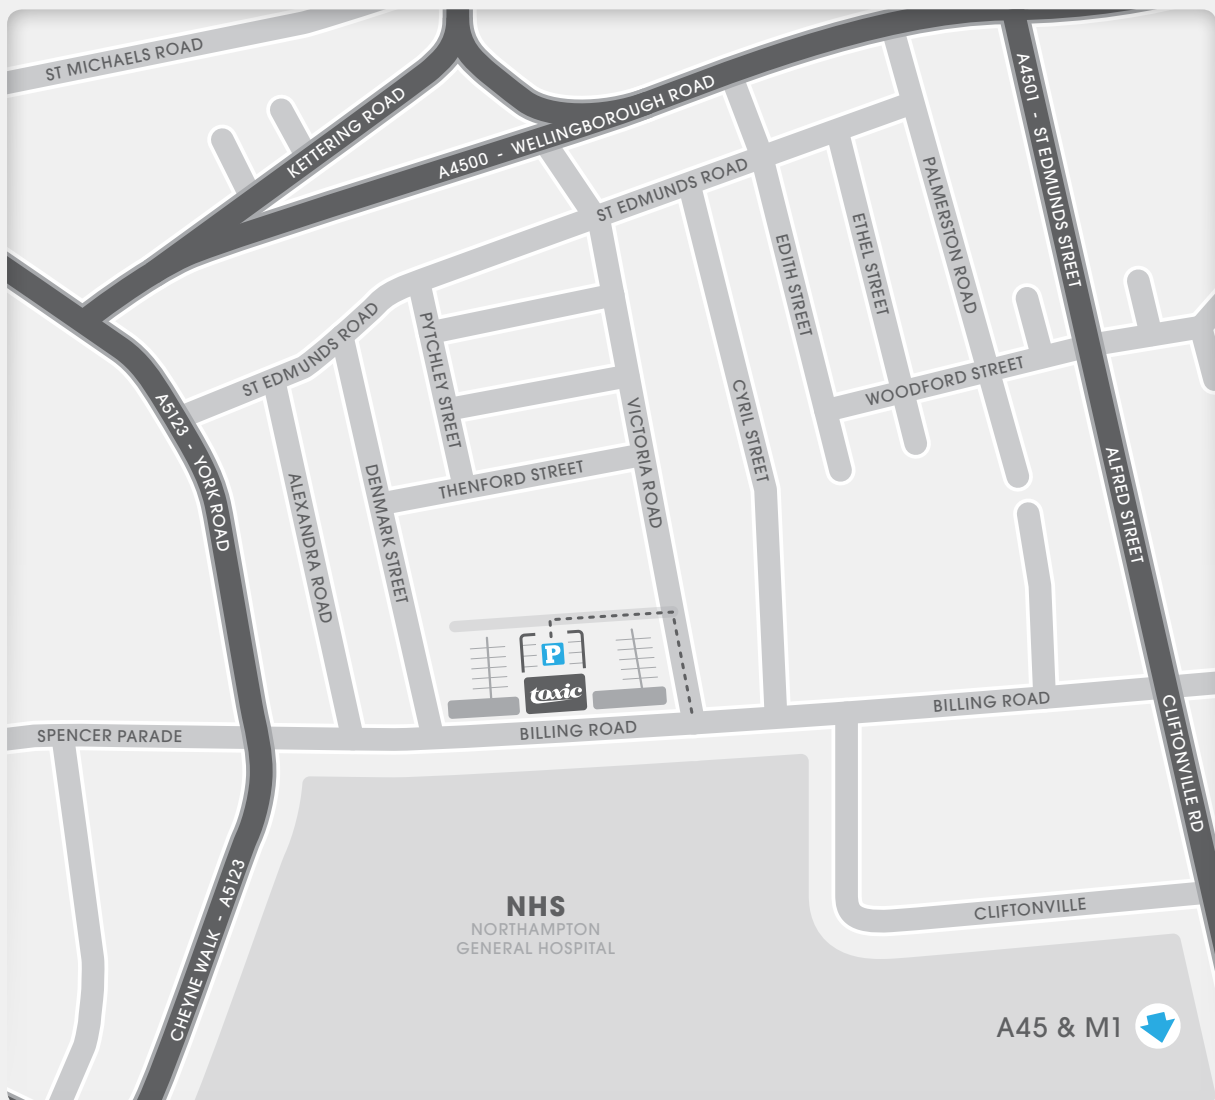 ST MICHAELS ROAD
KETTERING ROAD
A4500 - WELLINGBOROUGH ROAD
A4501 - ST EDMUNDS STREET
ST EDMUNDS ROAD
PALMERSTON ROAD
ETHEL STREET
EDITH STREET
ST EDMUNDS ROAD
PYTCHLEY STREET
WOODFORD STREET
CYRIL STREET
VICTORIA ROAD
A5123 - YORK ROAD
THENFORD STREET
DENMARK STREET
ALEXANDRA ROAD
ALFRED STREET
P
toxic
BILLING ROAD
BILLING ROAD
SPENCER PARADE
CLIFTONVILLE RD
CHEYNE WALK - A5123
NHS
NORTHAMPTON
GENERAL HOSPITAL
CLIFTONVILLE
A45 & M1